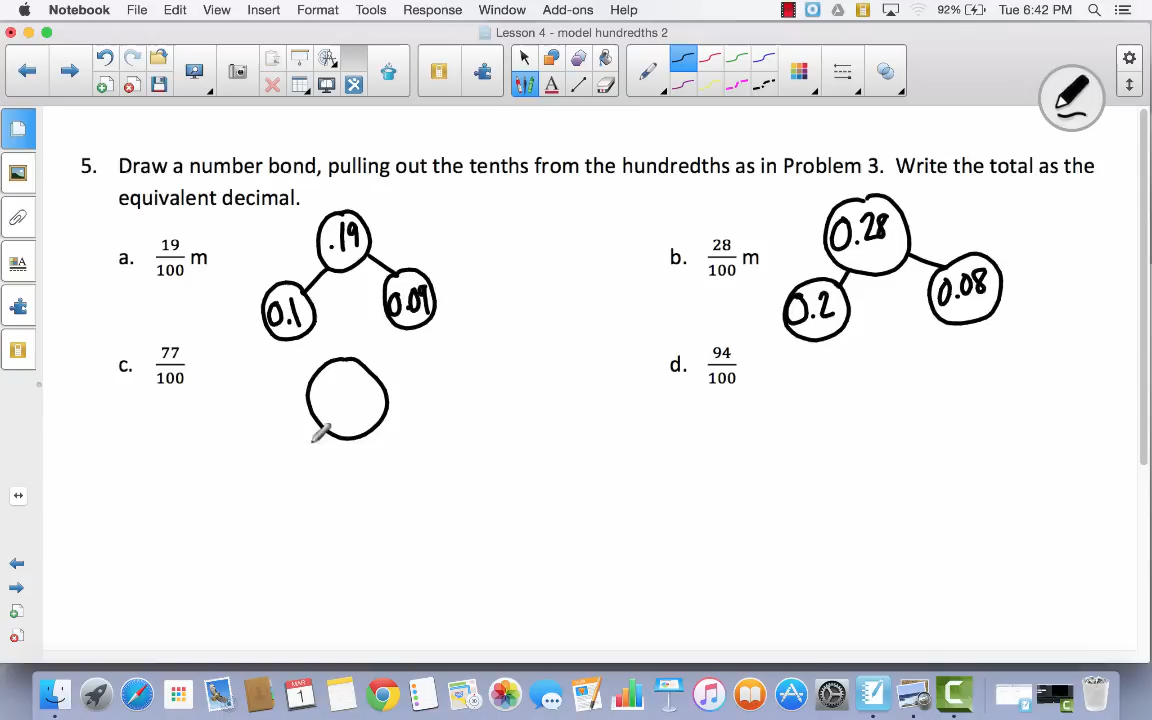 Notebook File Edit View Insert Format Tools Response Window Add-ons Help 92% Tue 6:42 PM
Lesson 4 - model hundredths 2
5. Draw a number bond, pulling out the tenths from the hundredths as in Problem 3. Write the total as the
equivalent decimal.
a. 19/100 m
.19
0.1 0.09
b. 28/100 m
0.28
0.2 0.08
c. 77/100
d. 94/100